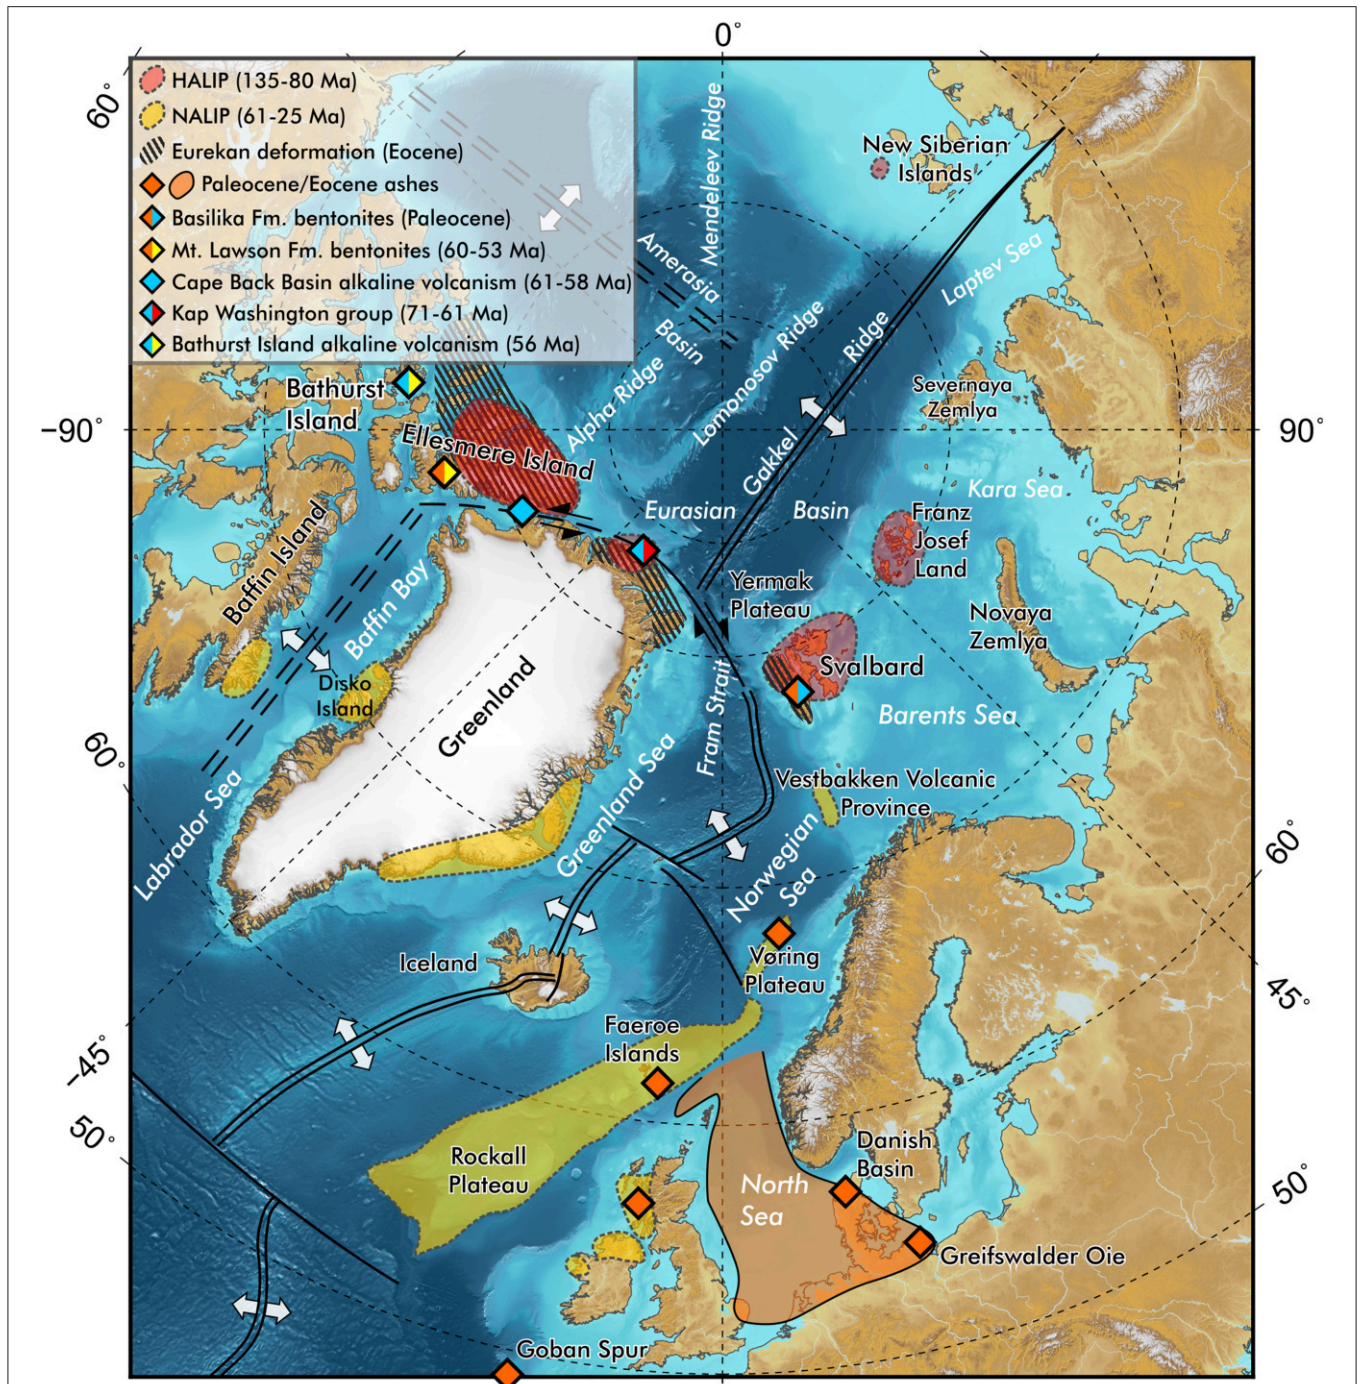 0°
60°
HALIP (135-80 Ma)
NALIP (61-25 Ma)
Eurekan deformation (Eocene)
Paleocene/Eocene ashes
Basilika Fm. bentonites (Paleocene)
Mt. Lawson Fm. bentonites (60-53 Ma)
Cape Back Basin alkaline volcanism (61-58 Ma)
Kap Washington group (71-61 Ma)
Bathurst Island alkaline volcanism (56 Ma)
Mendeleev Ridge
New Siberian
Islands
Amerasia
Basin
Laptev Sea
Alpha Ridge
Lomonosov Ridge
Gakkel Ridge
Severnaya
Zemlya
Bathurst
Island
-90°
90°
Ellesmere Island
Kara Sea
Eurasian Basin
Franz
Josef
Land
Baffin Island
Baffin Bay
Yermak
Plateau
Novaya
Zemlya
Svalbard
Disko
Island
Greenland
Fram Strait
Barents Sea
60°
Labrador Sea
Greenland Sea
Vestbakken Volcanic
Province
60°
Norwegian
Sea
Iceland
Vøring
Plateau
45°
-45°
Faeroe
Islands
50°
Rockall
Plateau
Danish
Basin
North
Sea
50°
Greifswalder Oie
Goban Spur